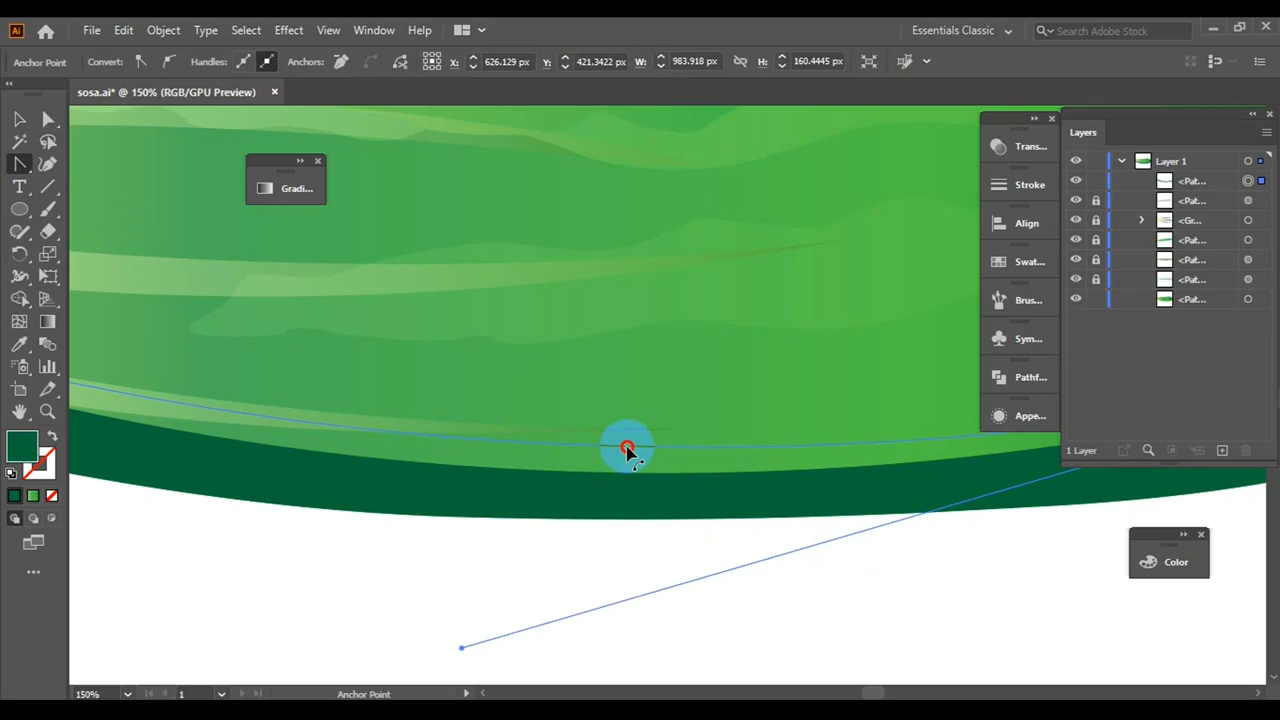 Ai File Edit Object Type Select Effect View Window Help Essentials Classic Search Adobe Stock
Anchor Point Convert: Handles: Anchors: X: 626.129 px Y: 421.3422 px W: 983.918 px H: 160.4445 px
sosa.ai* @ 150% (RGB/GPU Preview)
Gradi...
Trans...
Stroke
Align
Swat...
Brus...
Sym...
Pathf...
Appe...
Layers
Layer 1
<Pat...
<Pat...
<Gr...
<Pat...
<Pat...
<Pat...
<Pat...
1 Layer
Color
150% 1 Anchor Point